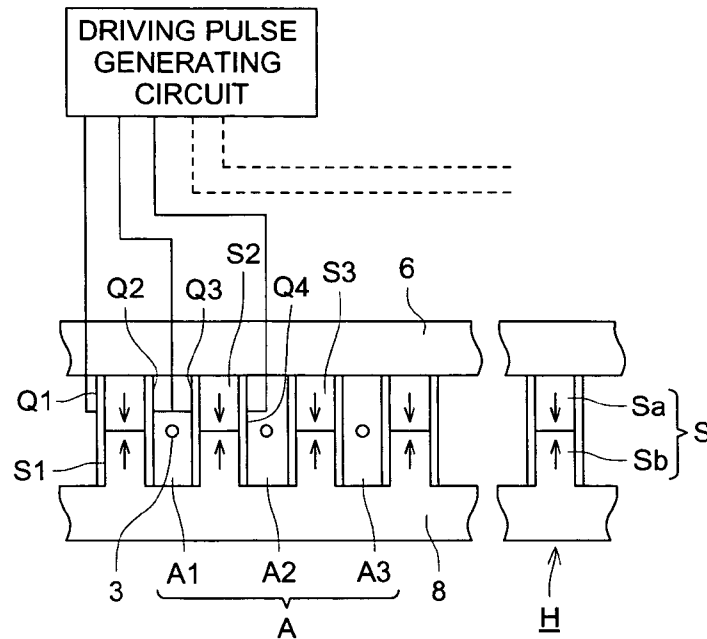 DRIVING PULSE
GENERATING
CIRCUIT
S2
S3
6
Q2
Q3
Q4
Q1
Sa
S
S1
Sb
3
A1
A2
A3
8
A
H